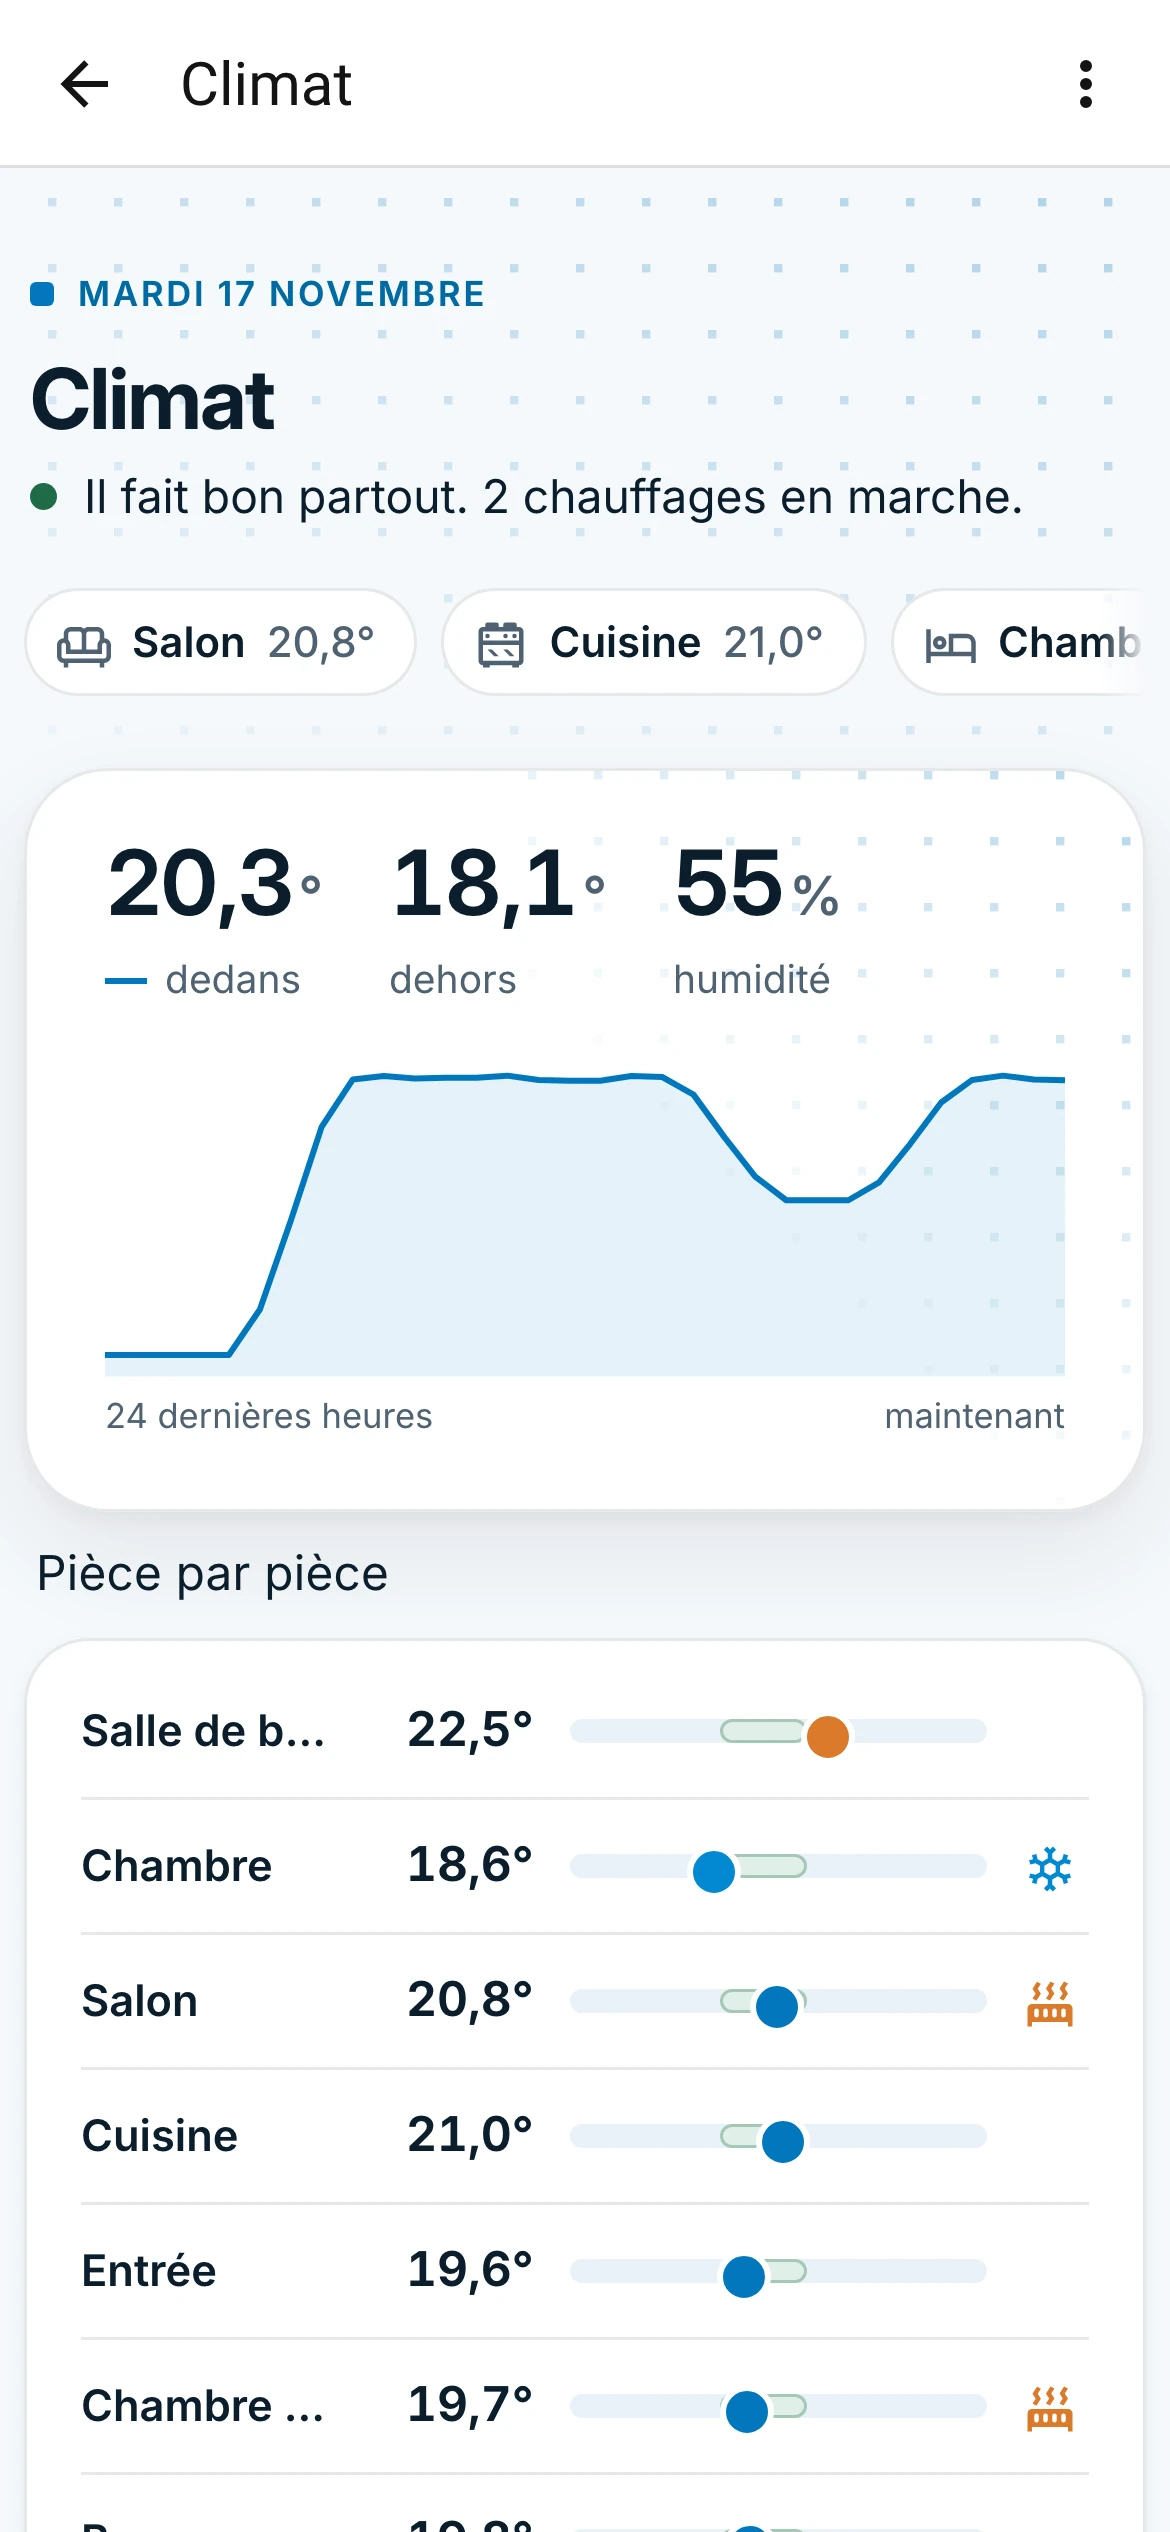 Climat
MARDI 17 NOVEMBRE
Climat
Il fait bon partout. 2 chauffages en marche.
Salon 20,8°
Cuisine 21,0°
Chamb
20,3° 18,1° 55%
dedans dehors humidité
24 dernières heures maintenant
Pièce par pièce
Salle de b... 22,5°
Chambre 18,6°
Salon 20,8°
Cuisine 21,0°
Entrée 19,6°
Chambre ... 19,7°